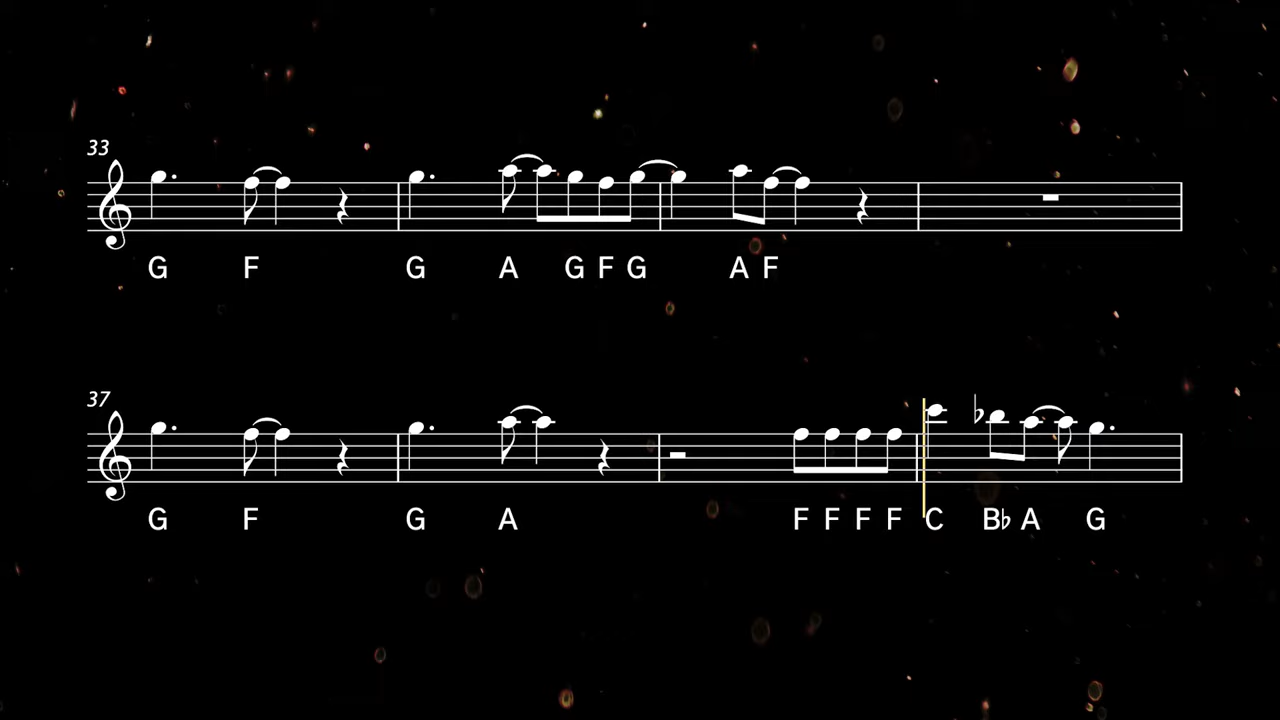 33
G F G A G F G A F
37
G F G A F F F F C B♭ A G